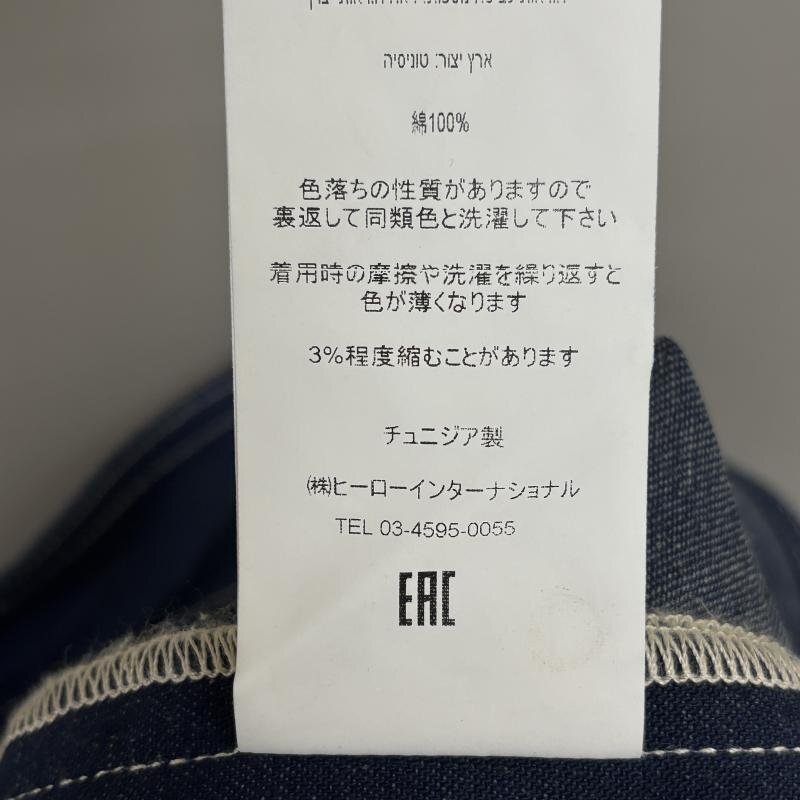 ארץ יצור: טוניסיה
綿100%
色落ちの性質がありますので
裏返して同類色と洗濯して下さい
着用時の摩擦や洗濯を繰り返すと
色が薄くなります
3%程度縮むことがあります
チュニジア製
㈱ヒーローインターナショナル
TEL 03-4595-0055
EAC